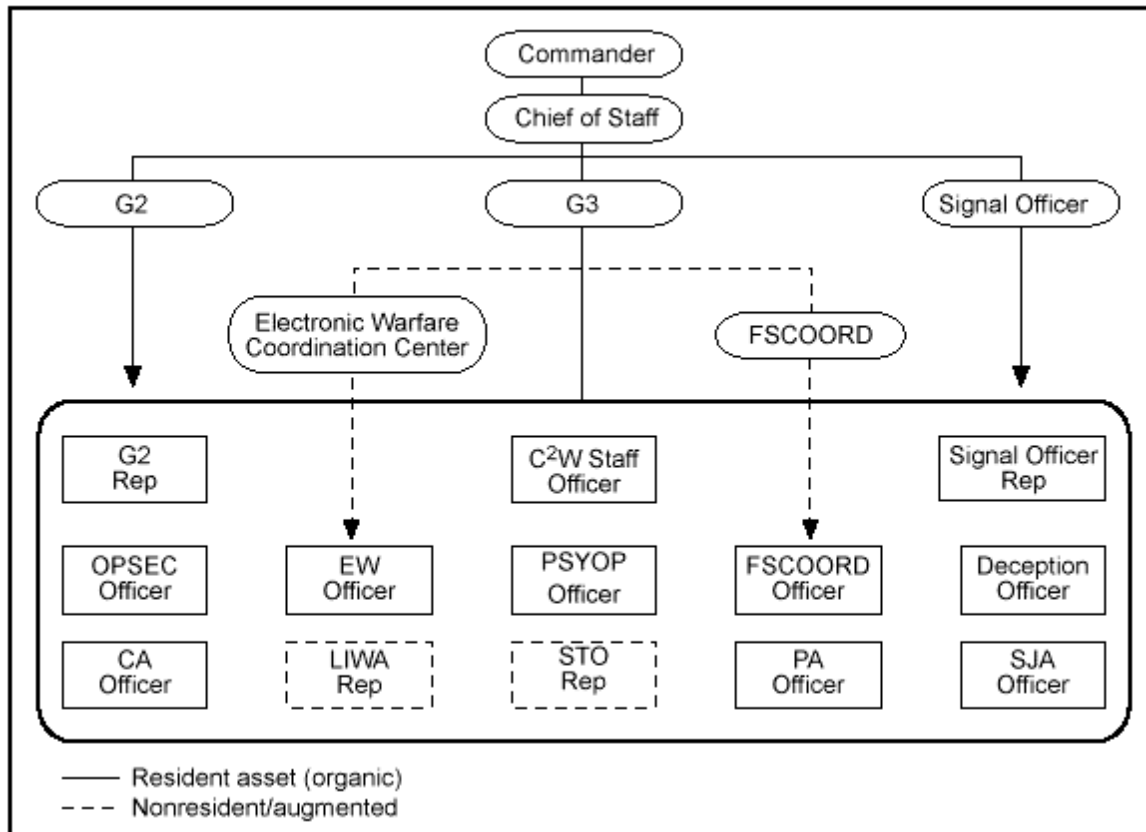 Commander
Chief of Staff
G2
G3
Signal Officer
Electronic Warfare
Coordination Center
FSCOORD
G2
Rep
C²W Staff
Officer
Signal Officer
Rep
OPSEC
Officer
EW
Officer
PSYOP
Officer
FSCOORD
Officer
Deception
Officer
CA
Officer
LIWA
Rep
STO
Rep
PA
Officer
SJA
Officer
Resident asset (organic)
Nonresident/augmented